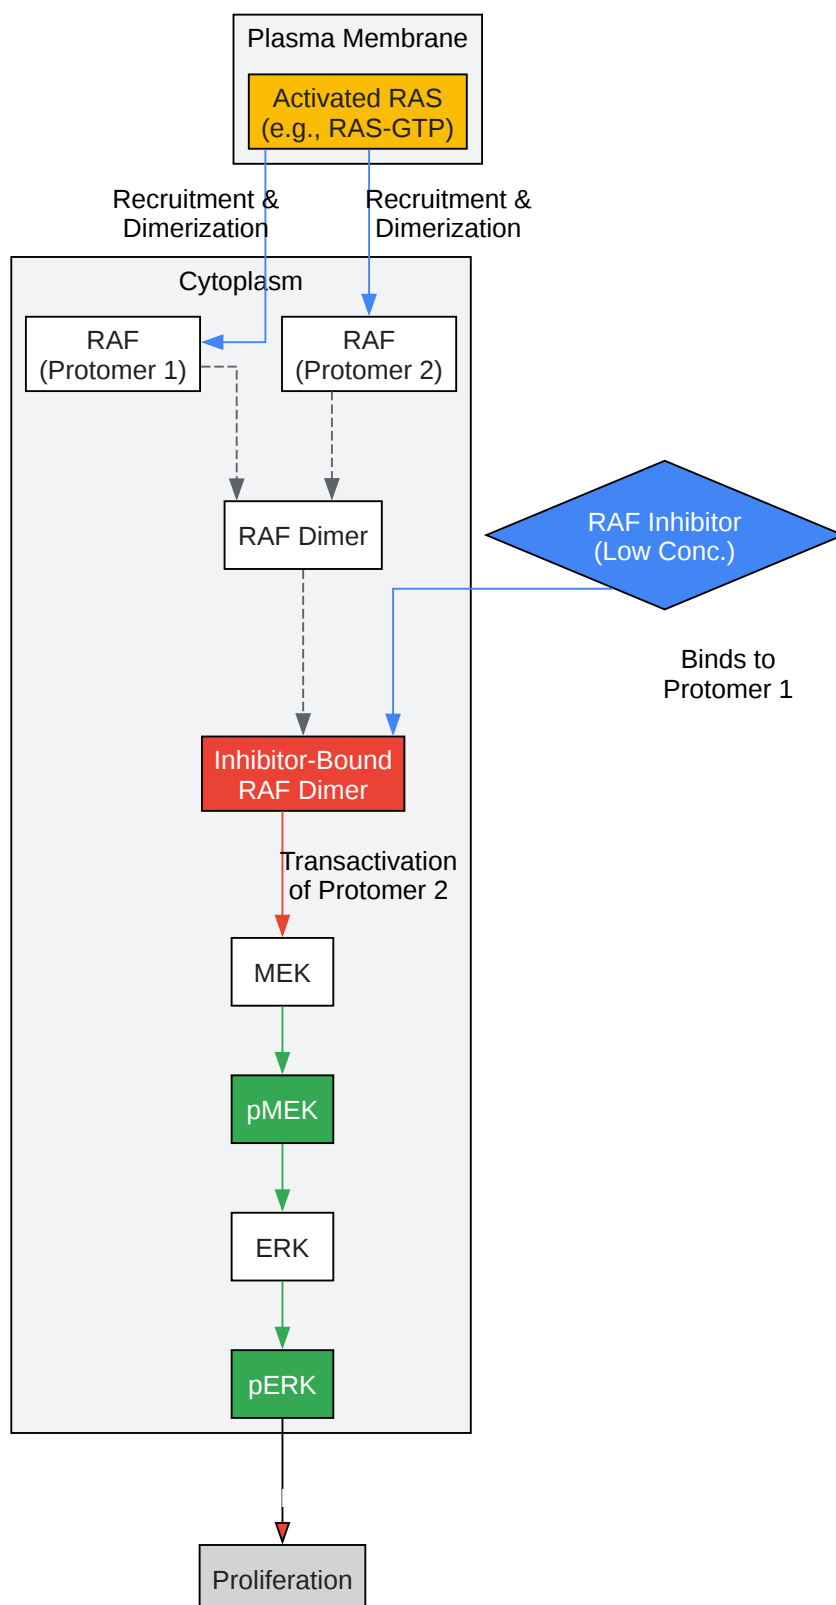 Plasma Membrane
Activated RAS
(e.g., RAS-GTP)
Recruitment &
Dimerization
Recruitment &
Dimerization
Cytoplasm
RAF
(Protomer 1)
RAF
(Protomer 2)
RAF Dimer
RAF Inhibitor
(Low Conc.)
Binds to
Protomer 1
Inhibitor-Bound
RAF Dimer
Transactivation
of Protomer 2
MEK
pMEK
ERK
pERK
Proliferation